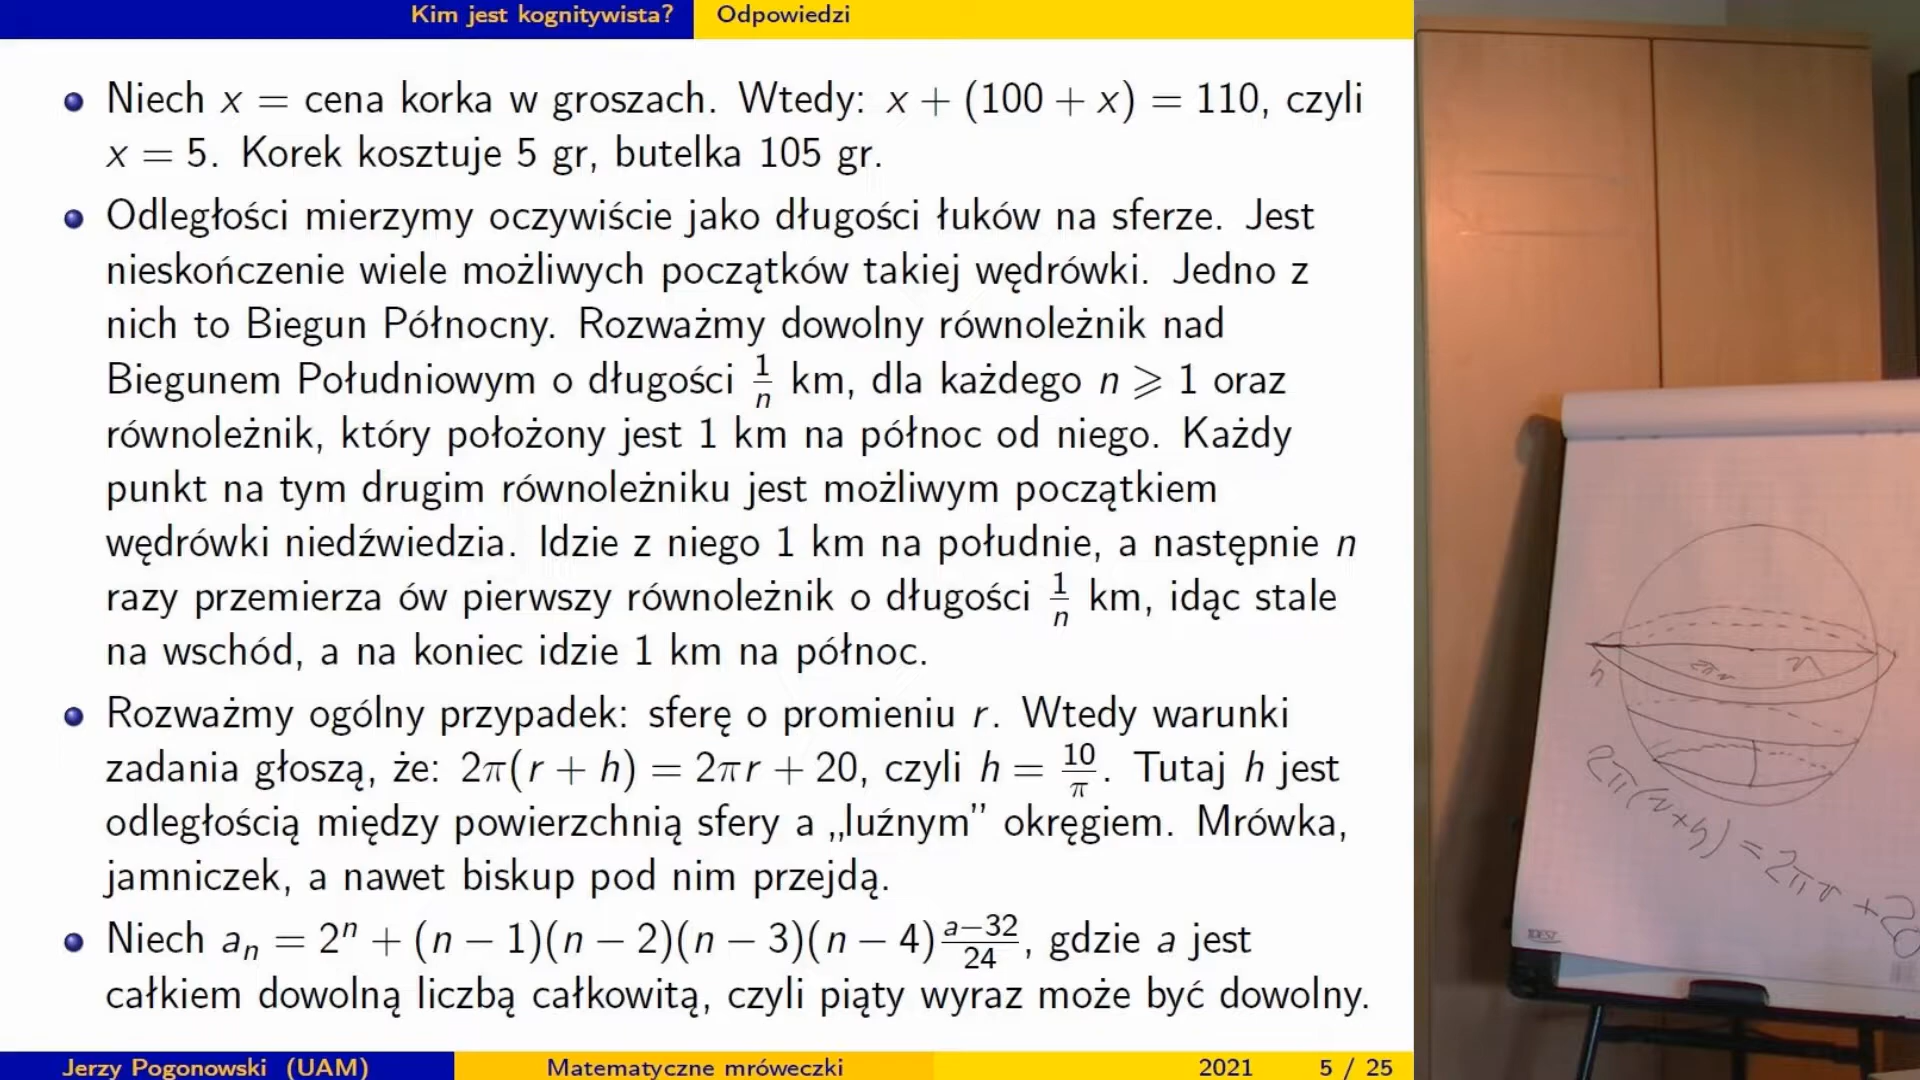 Kim jest kognitywista? Odpowiedzi
Niech x = cena korka w groszach. Wtedy: x + (100 + x) = 110, czyli
x = 5. Korek kosztuje 5 gr, butelka 105 gr.
Odległości mierzymy oczywiście jako długości łuków na sferze. Jest
nieskończenie wiele możliwych początków takiej wędrówki. Jedno z
nich to Biegun Północny. Rozważmy dowolny równoleżnik nad
Biegunem Południowym o długości 1/n km, dla każdego n ⩾ 1 oraz
równoleżnik, który położony jest 1 km na północ od niego. Każdy
punkt na tym drugim równoleżniku jest możliwym początkiem
wędrówki niedźwiedzia. Idzie z niego 1 km na południe, a następnie n
razy przemierza ów pierwszy równoleżnik o długości 1/n km, idąc stale
na wschód, a na koniec idzie 1 km na północ.
Rozważmy ogólny przypadek: sferę o promieniu r. Wtedy warunki
zadania głoszą, że: 2π(r + h) = 2πr + 20, czyli h = 10/π. Tutaj h jest
odległością między powierzchnią sfery a „luźnym” okręgiem. Mrówka,
jamniczek, a nawet biskup pod nim przejdą.
Niech aₙ = 2ⁿ + (n − 1)(n − 2)(n − 3)(n − 4) a−32/24, gdzie a jest
całkiem dowolną liczbą całkowitą, czyli piąty wyraz może być dowolny.
Jerzy Pogonowski (UAM) Matematyczne mróweczki 2021 5 / 25
h 2πr r
2π(r+h) = 2πr +20